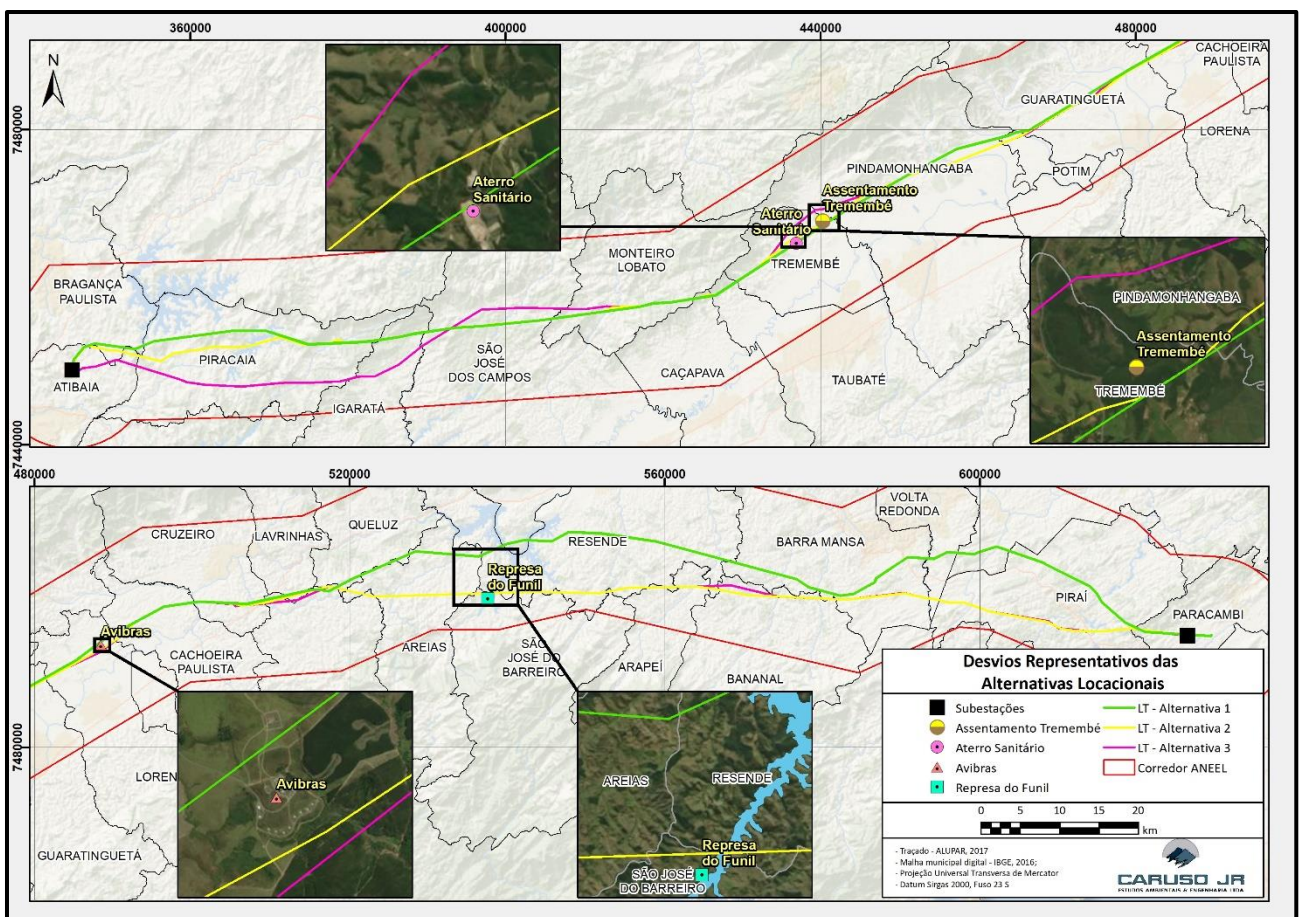 360000
400000
440000
480000
N
7480000
7440000
CACHOEIRA
PAULISTA
GUARATINGUETÁ
LORENA
PINDAMONHANGABA
POTIM
Aterro
Sanitário
Assentamento
Tremembé
Aterro
Sanitário
TREMEMBÉ
MONTEIRO
LOBATO
BRAGANÇA
PAULISTA
PIRACAIA
ATIBAIA
SÃO
JOSÉ
DOS CAMPOS
IGARATÁ
CAÇAPAVA
TAUBATÉ
PINDAMONHANGABA
Assentamento
Tremembé
TREMEMBÉ
480000
520000
560000
600000
7480000
VOLTA
REDONDA
CRUZEIRO
LAVRINHAS
QUELUZ
RESENDE
BARRA MANSA
Represa
do Funil
PIRAÍ
PARACAMBI
Avibras
CACHOEIRA
PAULISTA
AREIAS
SÃO
JOSÉ DO
BARREIRO
ARAPEÍ
BANANAL
LOREN
GUARATINGUETÁ
Avibras
AREIAS
RESENDE
Represa
do Funil
SÃO JOSÉ
DO BARREIRO
Desvios Representativos das
Alternativas Locacionais
Subestações
Assentamento Tremembé
Aterro Sanitário
Avibras
Represa do Funil
LT - Alternativa 1
LT - Alternativa 2
LT - Alternativa 3
Corredor ANEEL
0 5 10 15 20
km
- Traçado - ALUPAR, 2017
- Malha municipal digital - IBGE, 2016;
- Projeção Universal Transversa de Mercator
- Datum Sirgas 2000, Fuso 23 S
CARUSO JR
ESTUDOS AMBIENTAIS & ENGENHARIA LTDA